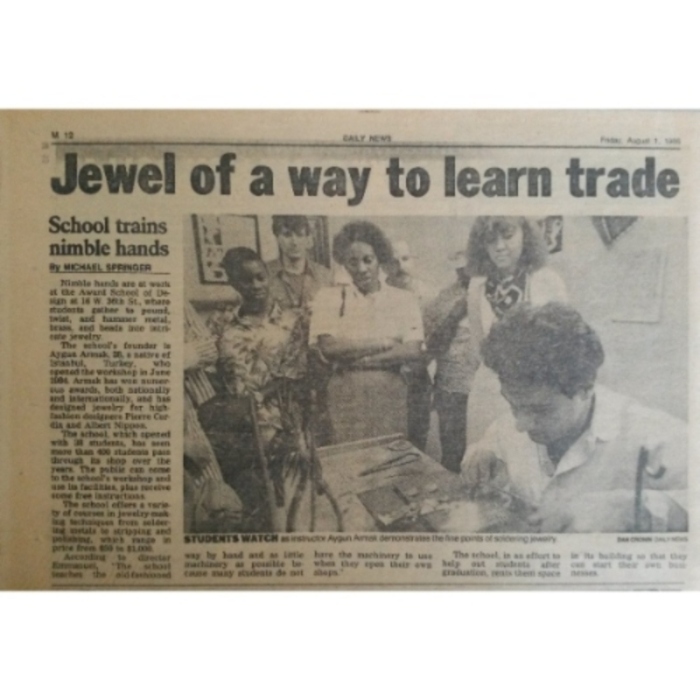 M 12
DAILY NEWS
Friday, August 1,
Jewel of a way to learn trade
School trains
nimble hands
By MICHAEL SPRINGER
Nimble hands are at work
at the Award School of De-
sign at 16 W. 36th St., where
students gather to pound,
twist, and hammer metal,
brass, and beads into intri-
cate jewelry.
The school's founder is
Aygun Armak, a native of
Istanbul, Turkey, who
opened the workshop in June
1984. Armak has won numer-
ous awards, both nationally
and internationally, and has
designed jewelry for high-
fashion designers Pierre Car-
din and Albert Nippon.
The school, which opened
with students, has seen
more than 400 students pass
through its shop over the
years. The public can come
to the school's workshop and
use its facilities, plus receive
some free instructions.
The school offers a varie-
ty of courses in jewelry-mak-
ing techniques from solder-
ing metals to stripping and
polishing, which range in
price from to $1,000.
According to director
Emmanuel, "The school
teaches the old-fashioned
STUDENTS WATCH as instructor Aygun Armak demonstrates the fine points of soldering jewelry.
DAILY NEWS
way by hand and as little
machinery as possible be-
cause many students do not
have the machinery to use
when they open their own
shops."
The school, in an effort to
help out students after
graduation, rents them space
in its building so that they
can start their own busi-
nesses.